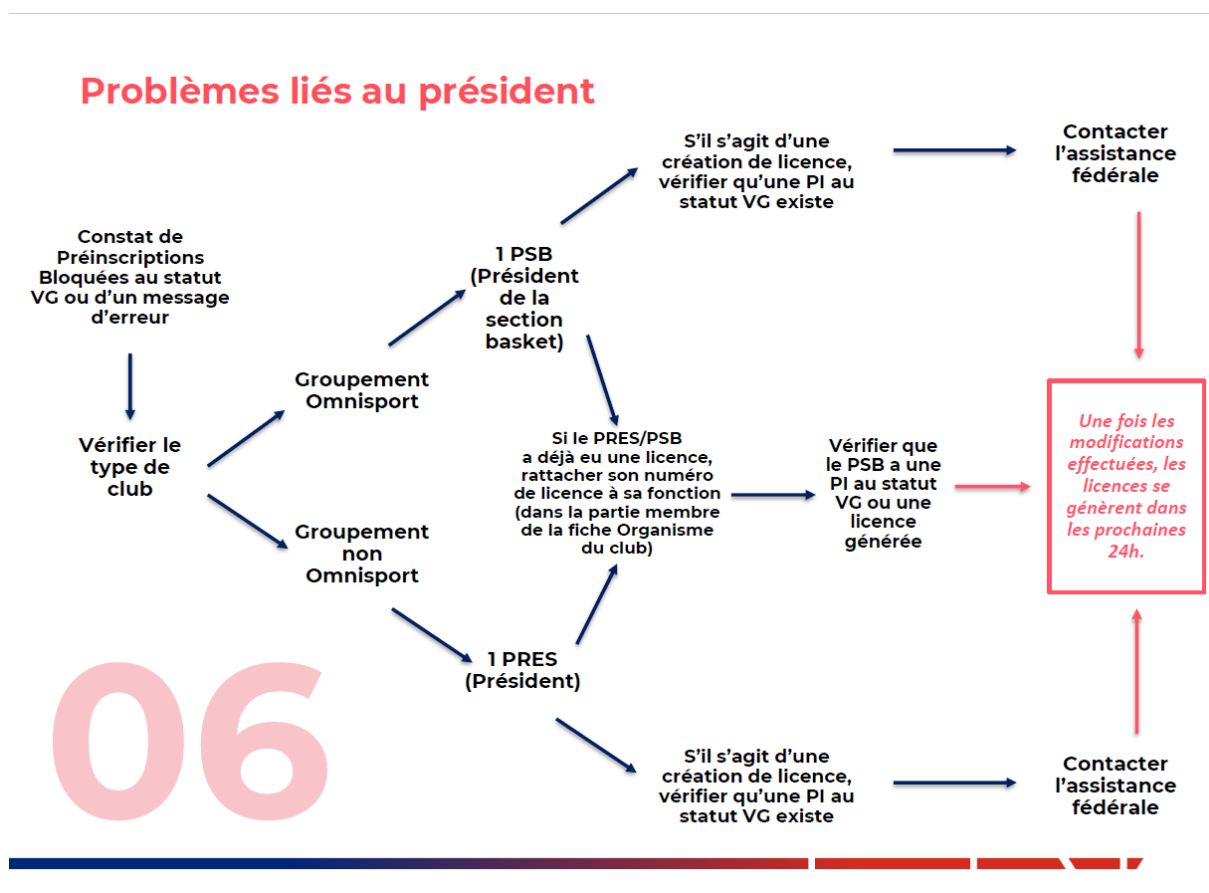 Problèmes liés au président
Constat de
Préinscriptions
Bloquées au statut
VG ou d'un message
d'erreur
Vérifier le
type de
club
Groupement
Omnisport
Groupement
non
Omnisport
1 PSB
(Président
de la
section
basket)
1 PRES
(Président)
S'il s'agit d'une
création de licence,
vérifier qu'une PI au
statut VG existe
Si le PRES/PSB
a déjà eu une licence,
rattacher son numéro
de licence à sa fonction
(dans la partie membre
de la fiche Organisme
du club)
S'il s'agit d'une
création de licence,
vérifier qu'une PI au
statut VG existe
Vérifier que
le PSB a une
PI au statut
VG ou une
licence
générée
Contacter
l'assistance
fédérale
Une fois les
modifications
effectuées, les
licences se
génèrent dans
les prochaines
24h.
Contacter
l'assistance
fédérale
06